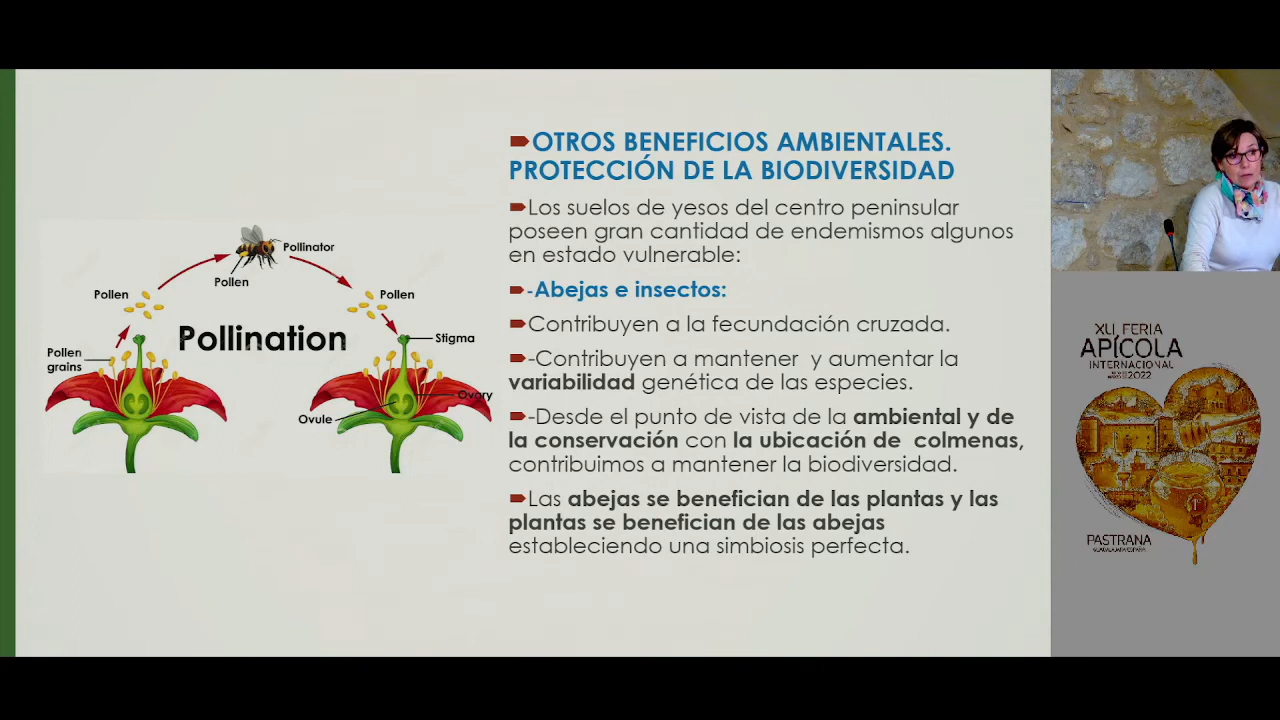 OTROS BENEFICIOS AMBIENTALES.
PROTECCIÓN DE LA BIODIVERSIDAD
Los suelos de yesos del centro peninsular
poseen gran cantidad de endemismos algunos
en estado vulnerable:
-Abejas e insectos:
Contribuyen a la fecundación cruzada.
-Contribuyen a mantener y aumentar la
variabilidad genética de las especies.
-Desde el punto de vista de la ambiental y de
la conservación con la ubicación de colmenas,
contribuimos a mantener la biodiversidad.
Las abejas se benefician de las plantas y las
plantas se benefician de las abejas
estableciendo una simbiosis perfecta.
Pollinator
Pollen
Pollen
Pollen
Pollination
Stigma
Pollen
grains
Ovary
Ovule
XLI FERIA
APÍCOLA
INTERNACIONAL
2022
1º
PASTRANA
GUADALAJARA ESPAÑA